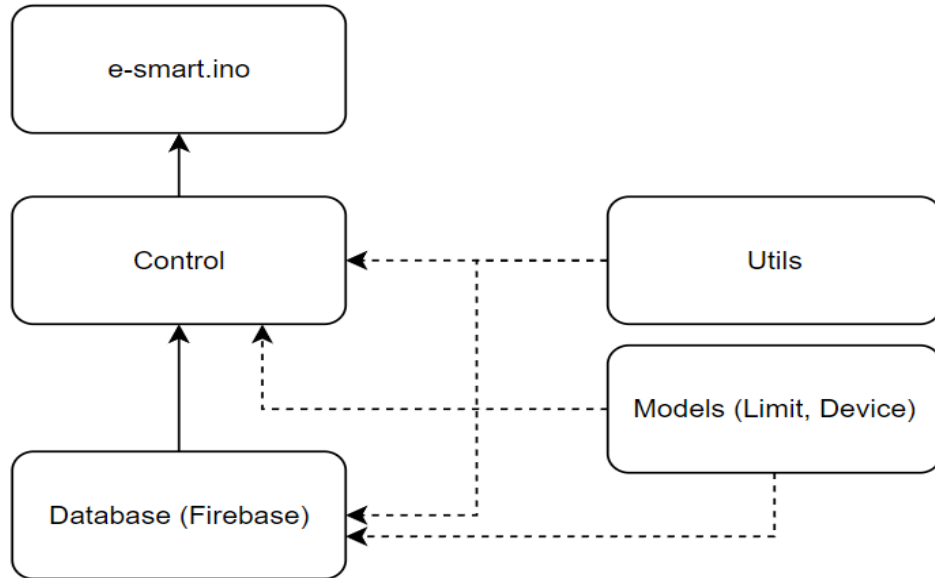 e-smart.ino
Control
Utils
Models (Limit, Device)
Database (Firebase)